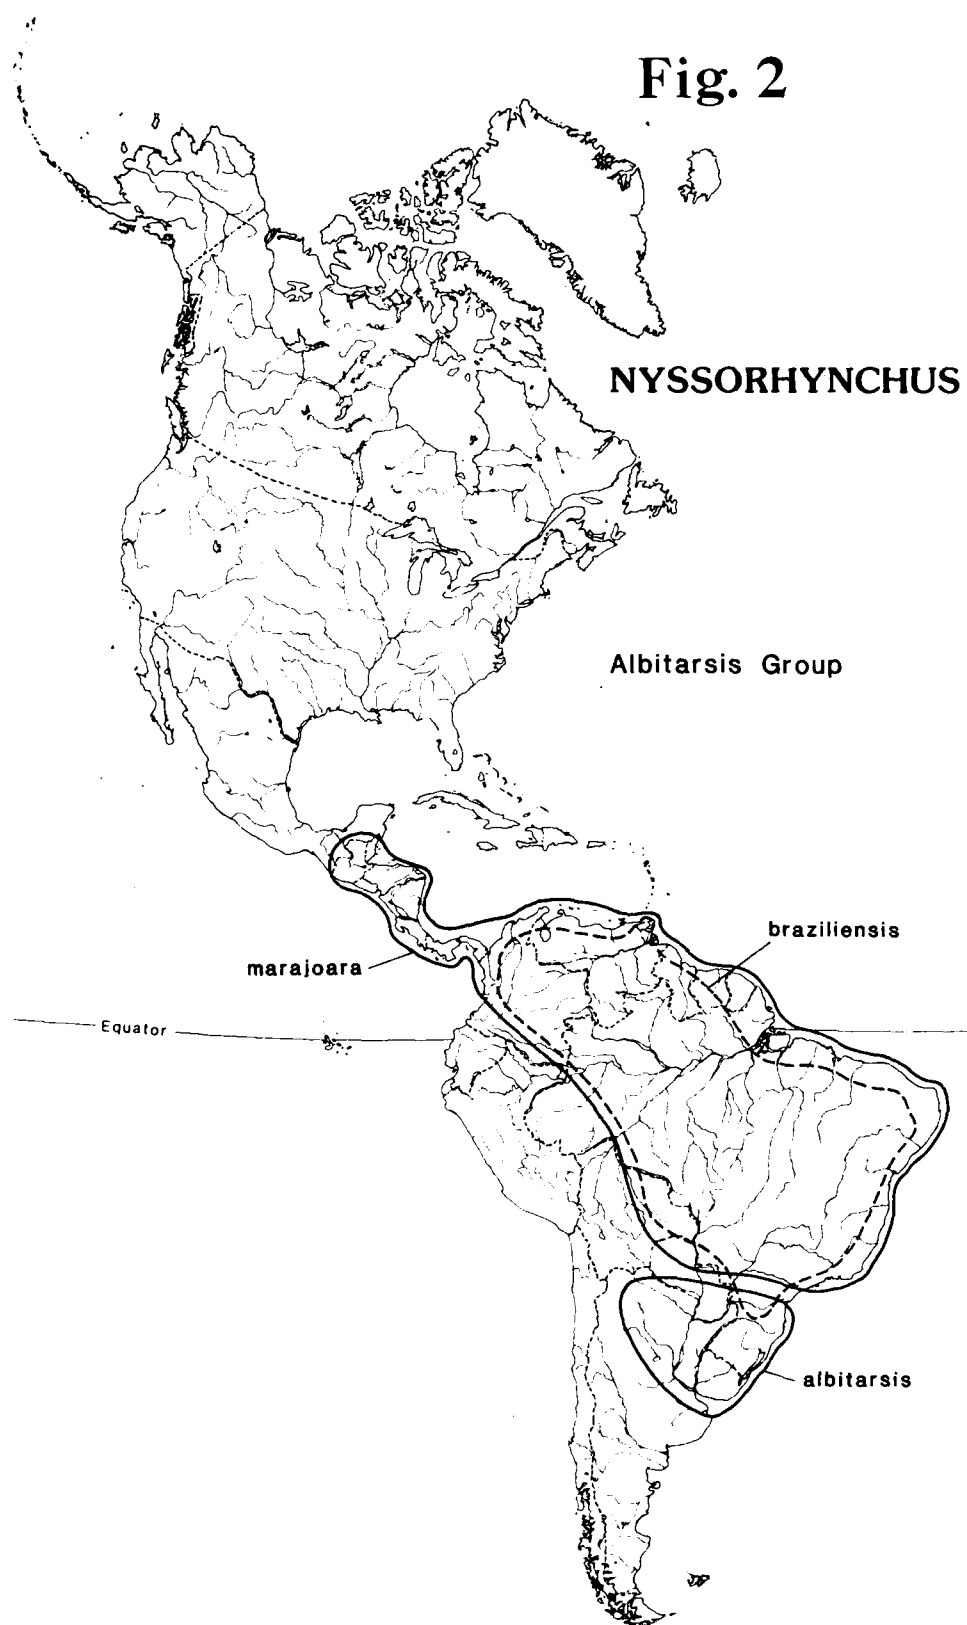 Fig. 2
NYSSORHYNCHUS
Albitarsis Group
braziliensis
marajoara
Equator
albitarsis